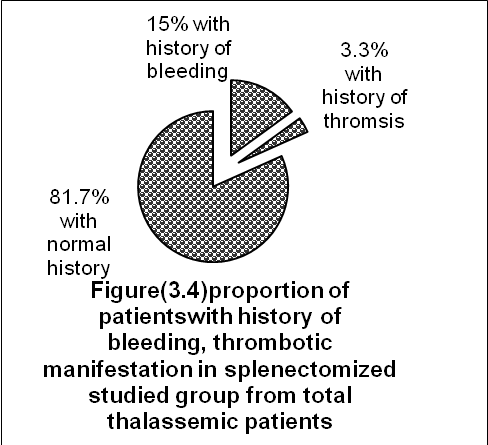 15% with
history of
bleeding
3.3%
with
history of
thromsis
81.7%
with
normal
history
Figure(3.4)proportion of
patientswith history of
bleeding, thrombotic
manifestation in splenectomized
studied group from total
thalassemic patients